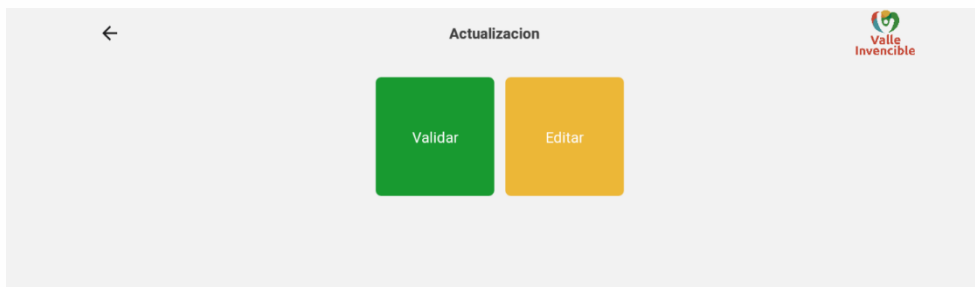 Actualizacion
Valle
Invencible
Validar
Editar